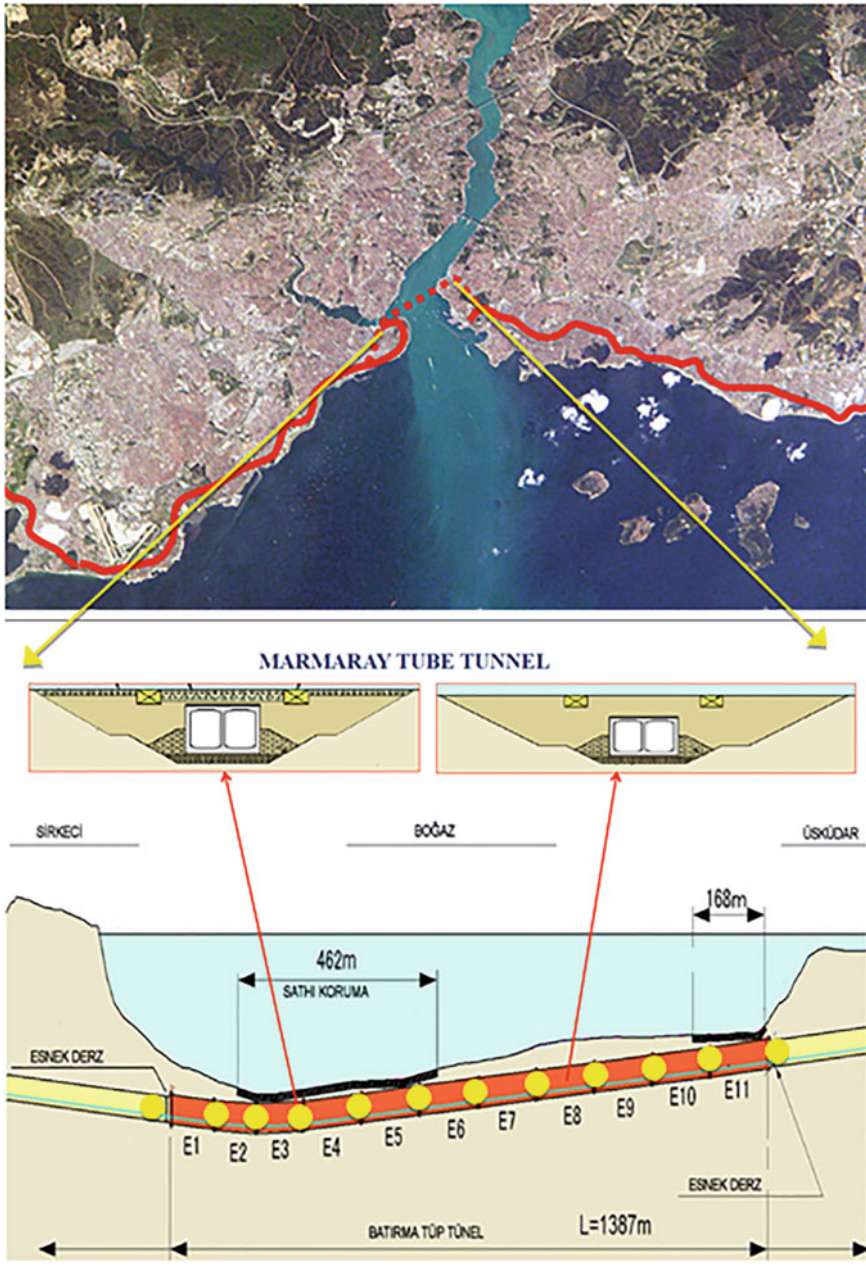 MARMARAY TUBE TUNNEL
SİRKECİ
BOĞAZ
ÜSKÜDAR
168m
462m
SATHI KORUMA
ESNEK DERZ
E1
E2
E3
E4
E5
E6
E7
E8
E9
E10
E11
ESNEK DERZ
BATIRMA TÜP TÜNEL
L=1387m